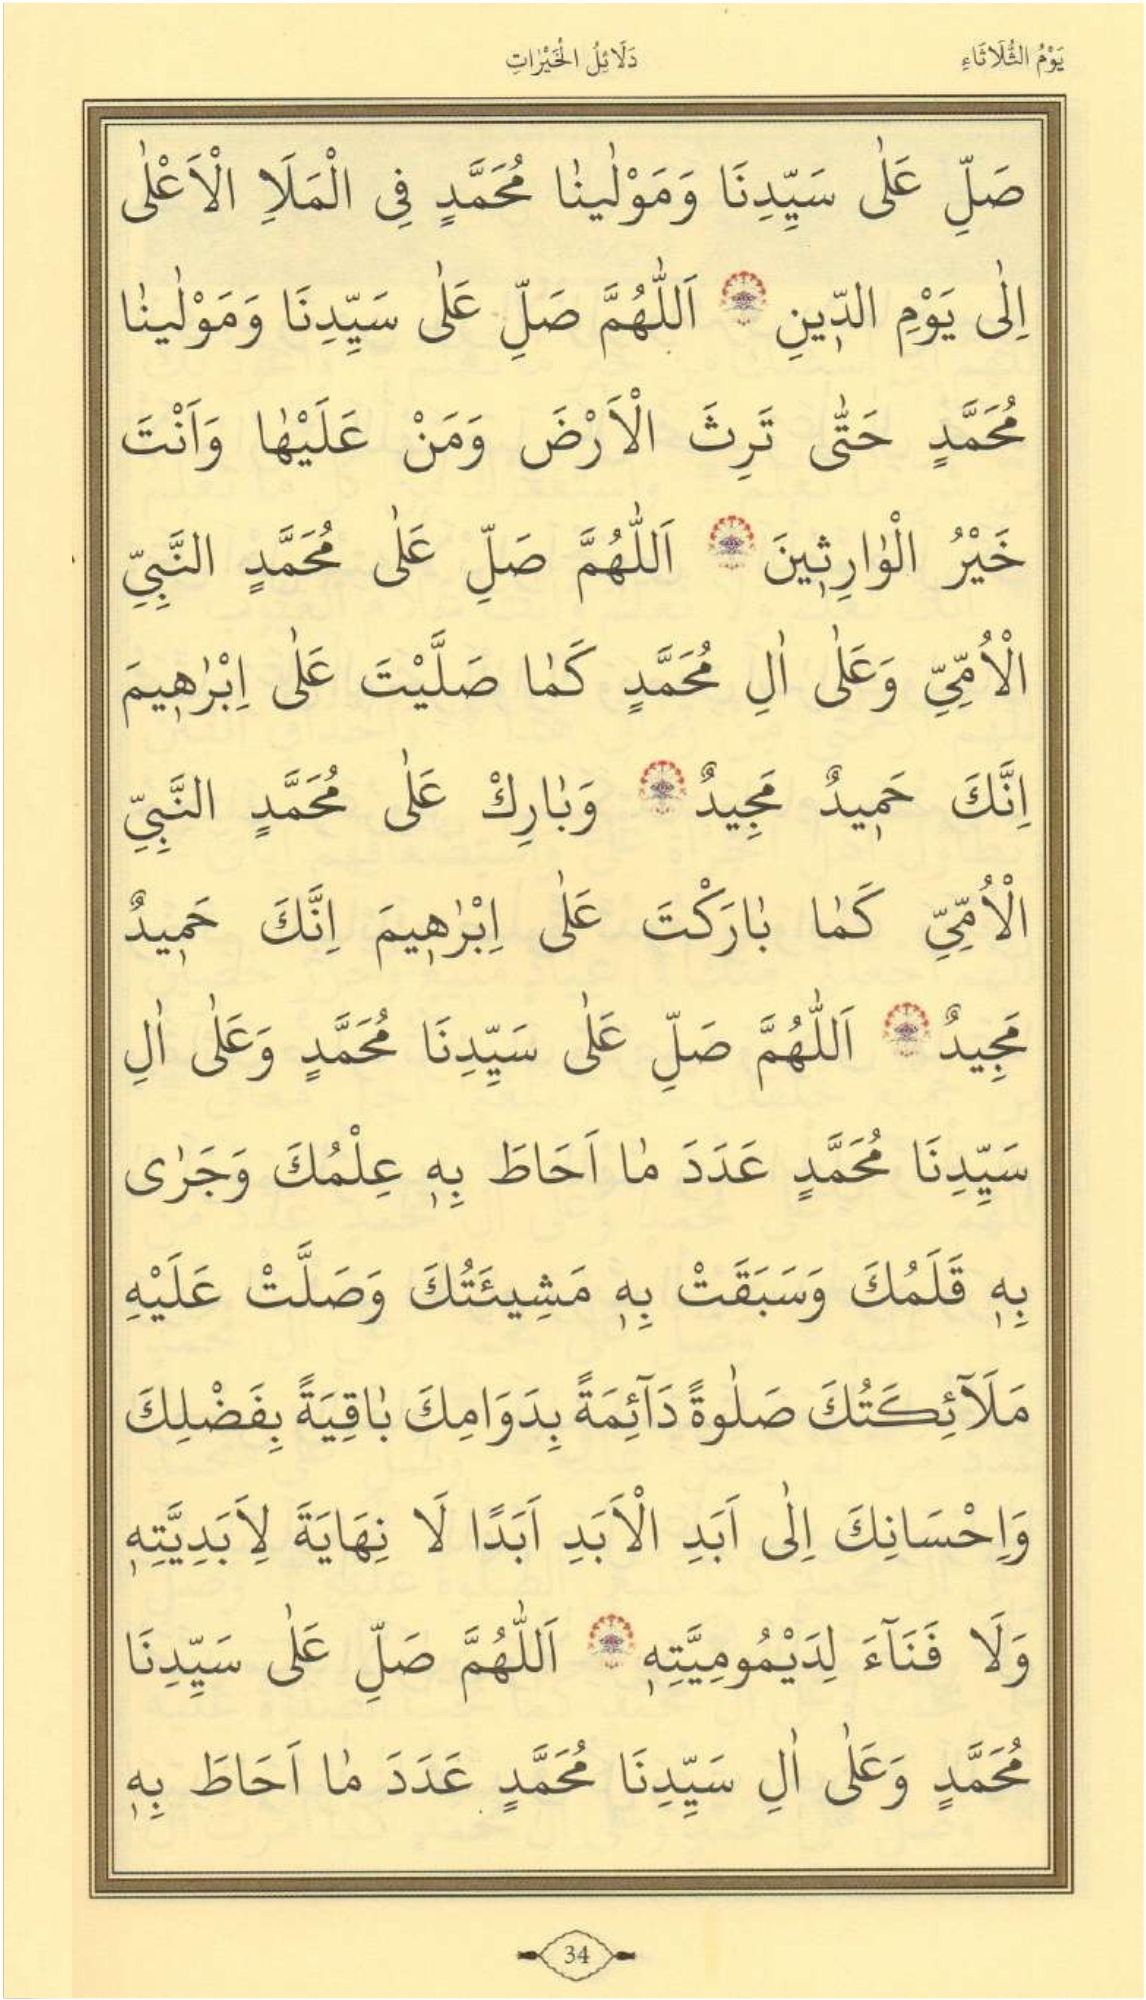 يَوْمُ الثُّلَاثَاءِ
دَلَائِلُ الْخَيْرَاتِ
صَلِّ عَلٰى سَيِّدِنَا وَمَوْلٰينٰا مُحَمَّدٍ فِى الْمَلَاِ الْاَعْلٰى
اِلٰى يَوْمِ الدّ۪ينِ اَللّٰهُمَّ صَلِّ عَلٰى سَيِّدِنَا وَمَوْلٰينٰا
مُحَمَّدٍ حَتّٰى تَرِثَ الْاَرْضَ وَمَنْ عَلَيْهٰا وَاَنْتَ
خَيْرُ الْوٰارِث۪ينَ اَللّٰهُمَّ صَلِّ عَلٰى مُحَمَّدٍ النَّبِيِّ
الْاُمِّيِّ وَعَلٰى اٰلِ مُحَمَّدٍ كَمٰا صَلَّيْتَ عَلٰى اِبْرٰه۪يمَ
اِنَّكَ حَم۪يدٌ مَجِيدٌ وَبٰارِكْ عَلٰى مُحَمَّدٍ النَّبِيِّ
الْاُمِّيِّ كَمٰا بٰارَكْتَ عَلٰى اِبْرٰه۪يمَ اِنَّكَ حَم۪يدٌ
مَجِيدٌ اَللّٰهُمَّ صَلِّ عَلٰى سَيِّدِنَا مُحَمَّدٍ وَعَلٰى اٰلِ
سَيِّدِنَا مُحَمَّدٍ عَدَدَ مٰا اَحَاطَ بِه۪ عِلْمُكَ وَجَرٰى
بِه۪ قَلَمُكَ وَسَبَقَتْ بِه۪ مَشِيئَتُكَ وَصَلَّتْ عَلَيْهِ
مَلَآئِكَتُكَ صَلٰوةً دَآئِمَةً بِدَوَامِكَ بٰاقِيَةً بِفَضْلِكَ
وَاِحْسَانِكَ اِلٰى اَبَدِ الْاَبَدِ اَبَدًا لَا نِهَايَةَ لِاَبَدِيَّتِه۪
وَلَا فَنَآءَ لِدَيْمُومِيَّتِه۪ اَللّٰهُمَّ صَلِّ عَلٰى سَيِّدِنَا
مُحَمَّدٍ وَعَلٰى اٰلِ سَيِّدِنَا مُحَمَّدٍ عَدَدَ مٰا اَحَاطَ بِه۪
34